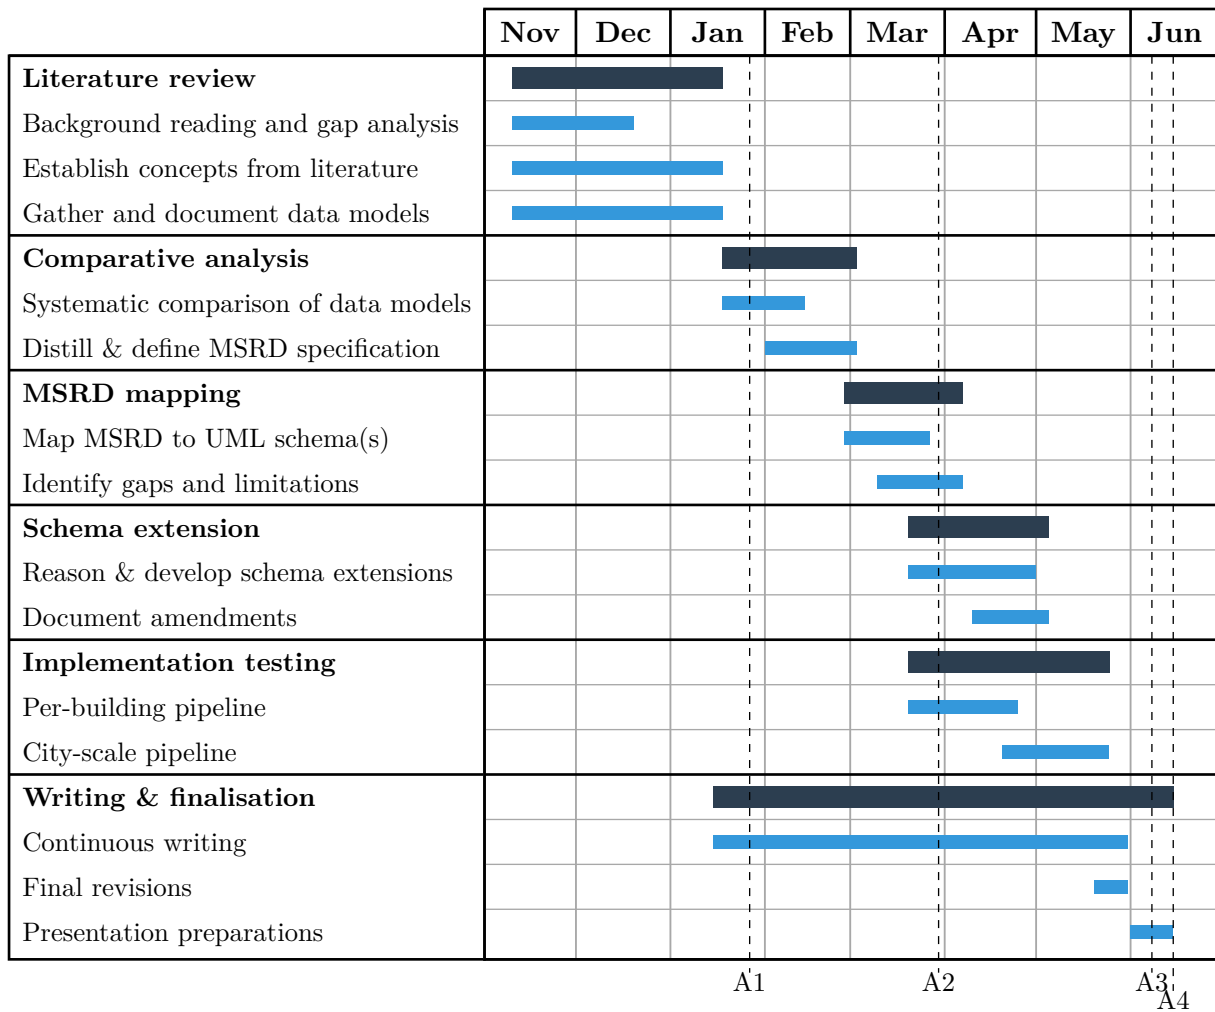 Nov Dec Jan Feb Mar Apr May Jun
Literature review
Background reading and gap analysis
Establish concepts from literature
Gather and document data models
Comparative analysis
Systematic comparison of data models
Distill & define MSRD specification
MSRD mapping
Map MSRD to UML schema(s)
Identify gaps and limitations
Schema extension
Reason & develop schema extensions
Document amendments
Implementation testing
Per-building pipeline
City-scale pipeline
Writing & finalisation
Continuous writing
Final revisions
Presentation preparations
A1 A2 A3
A4